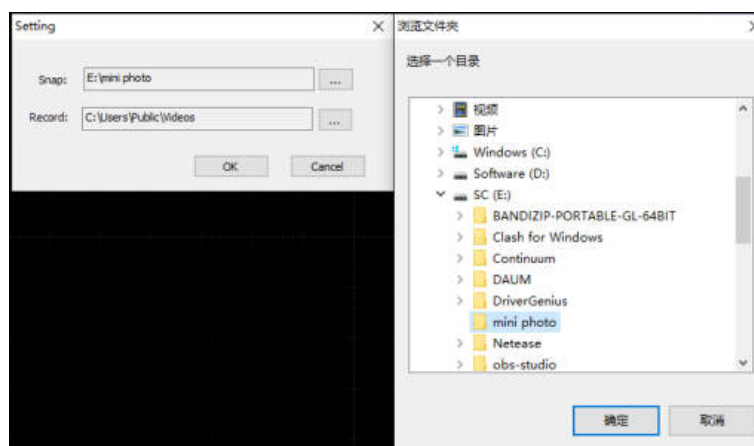 Setting
Snap: E:\mini photo ...
Record: C:\Users\Public\Videos ...
OK Cancel
浏览文件夹
选择一个目录
视频
图片
Windows (C:)
Software (D:)
SC (E:)
BANDIZIP-PORTABLE-GL-64BIT
Clash for Windows
Continuum
DAUM
DriverGenius
mini photo
Netease
obs-studio
确定 取消